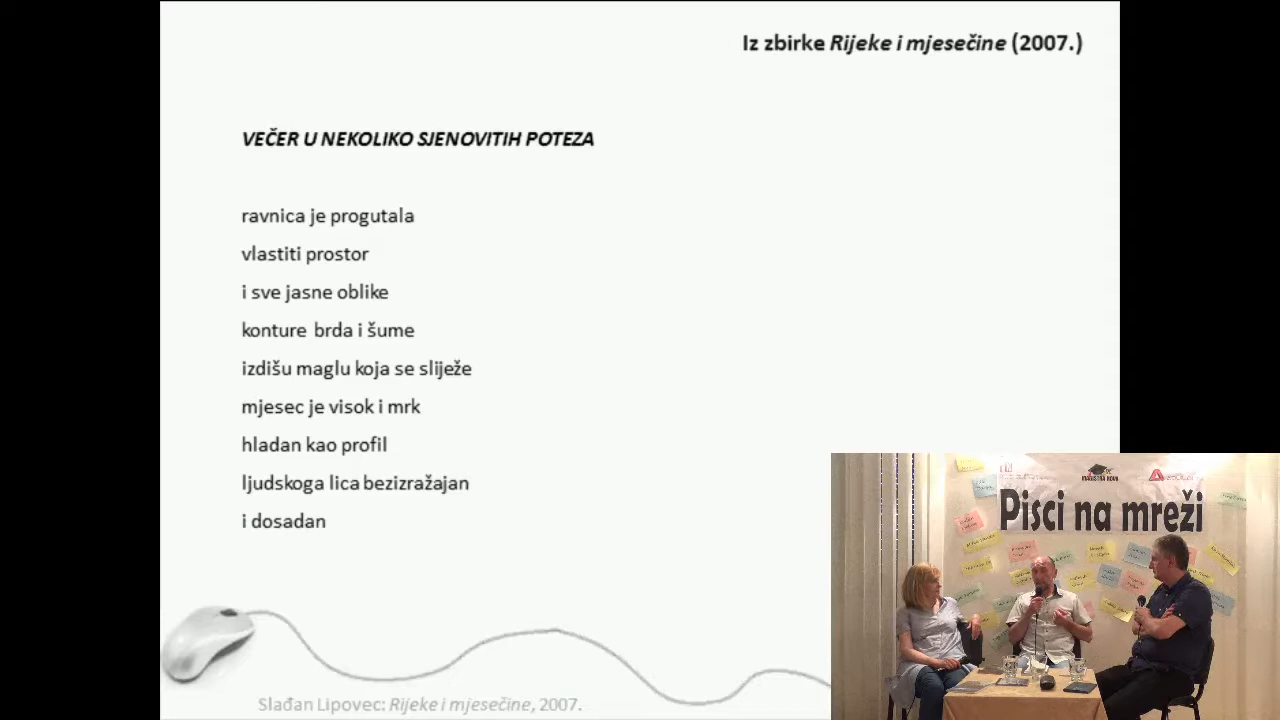 Iz zbirke Rijeke i mjesečine (2007.)
VEČER U NEKOLIKO SJENOVITIH POTEZA
ravnica je progutala
vlastiti prostor
i sve jasne oblike
konture brda i šume
izdišu maglu koja se sliježe
mjesec je visok i mrk
hladan kao profil
ljudskoga lica bezizražajan
i dosadan
Slađan Lipovec: Rijeke i mjesečine, 2007.
MAGISTRA NOVA
Pisci na mreži